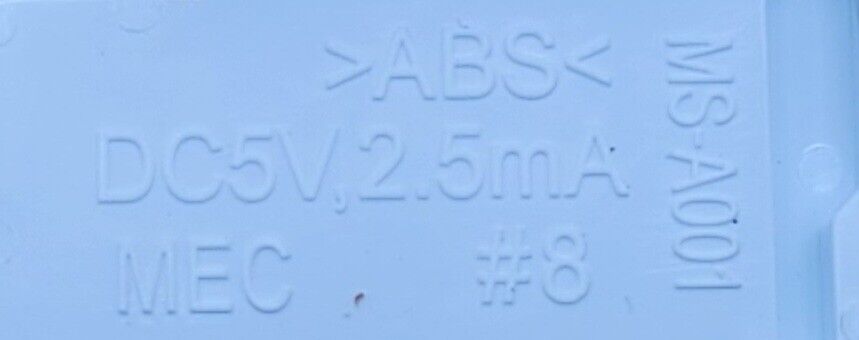 >ABS<
DC5V,2.5mA
MEC #8
MS-A001